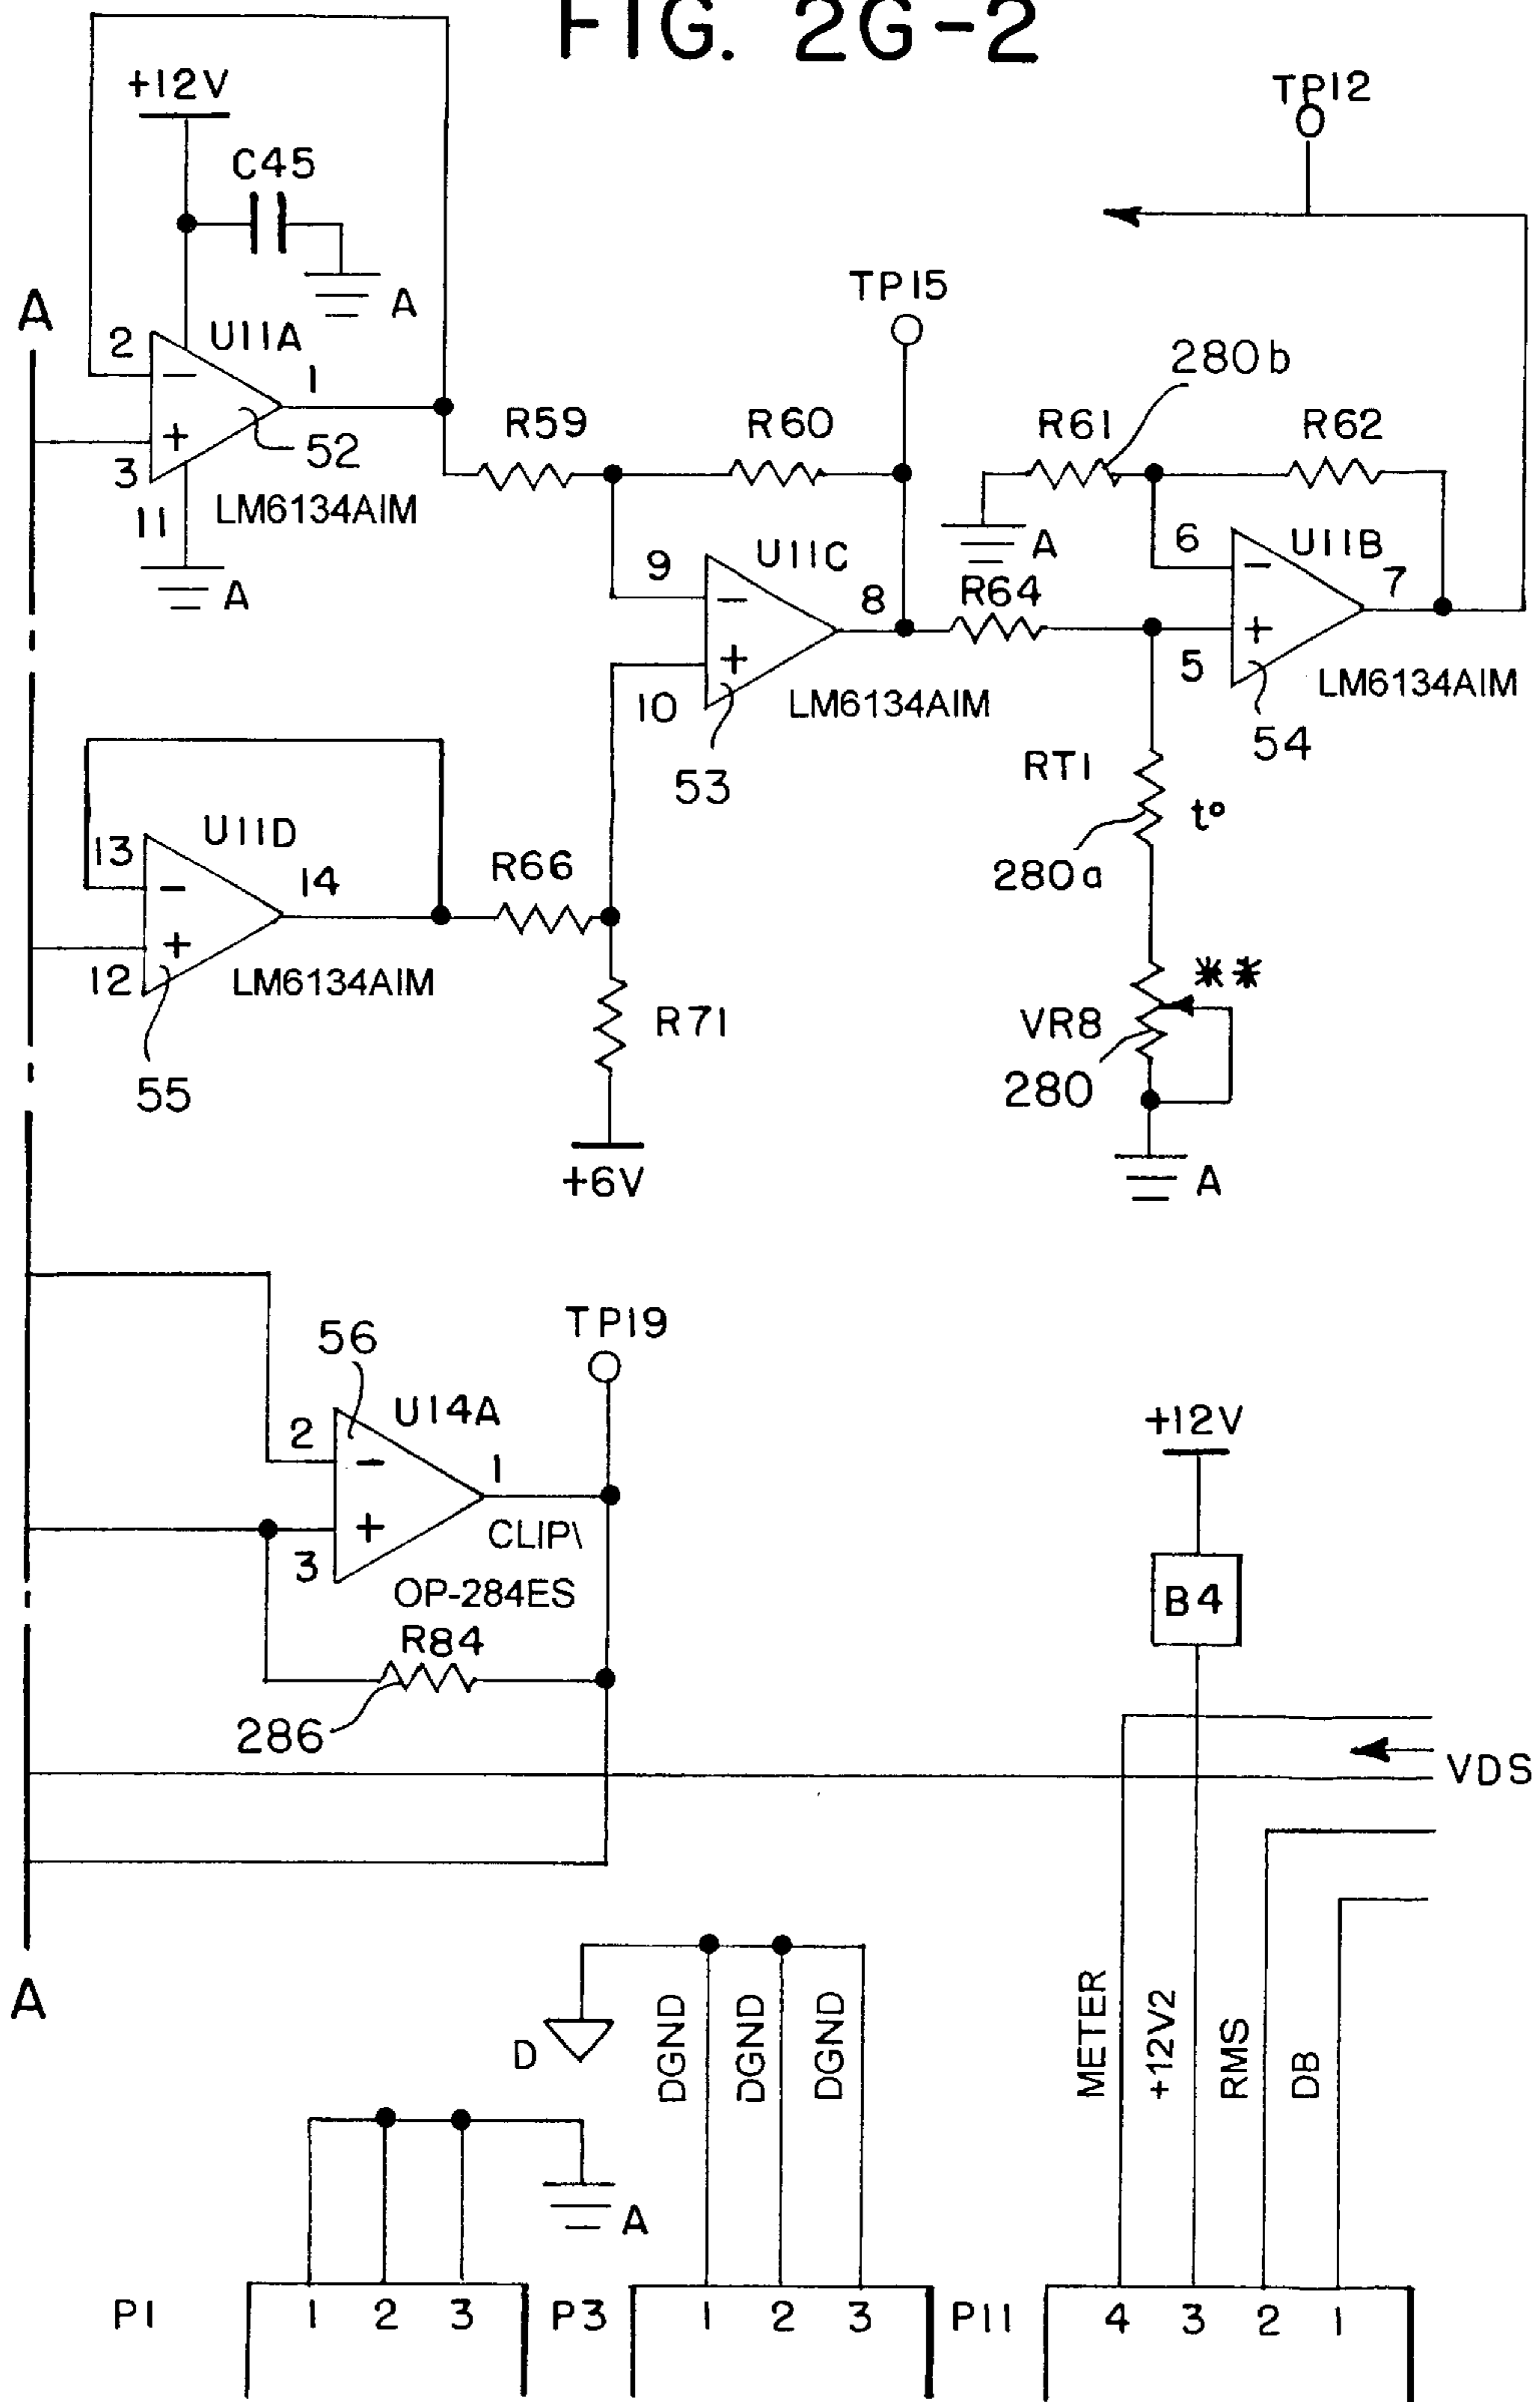 FIG. 2G-2
+12V
TP12
C45
A
TP15
A
2
U11A
1
280b
R59
R60
R61
R62
+
3
52
LM6134AIM
11
A
9
U11C
8
A
6
U11B
7
R64
10
LM6134AIM
5
LM6134AIM
53
54
RT1
t°
280a
13
U11D
14
R66
12
LM6134AIM
55
R71
**
VR8
280
+6V
A
56
TP19
U14A
2
1
+12V
3
CLIP\
OP-284ES
B4
R84
286
VDS
A
D
DGND
DGND
DGND
METER
+12V2
RMS
DB
A
P1
1
2
3
P3
1
2
3
P11
4
3
2
1